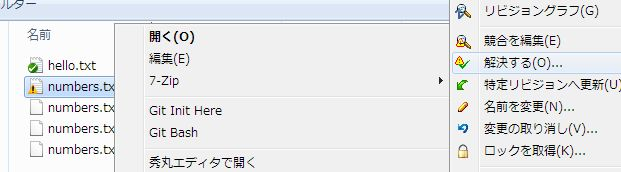 ルダー
名前
hello.txt
numbers.tx
numbers.tx
numbers.tx
numbers.tx
開く(O)
編集(E)
7-Zip
Git Init Here
Git Bash
秀丸エディタで開く
リビジョングラフ(G)
競合を編集(E)
解決する(O)...
特定リビジョンへ更新(U)
名前を変更(N)...
変更の取り消し(V)...
ロックを取得(K)...